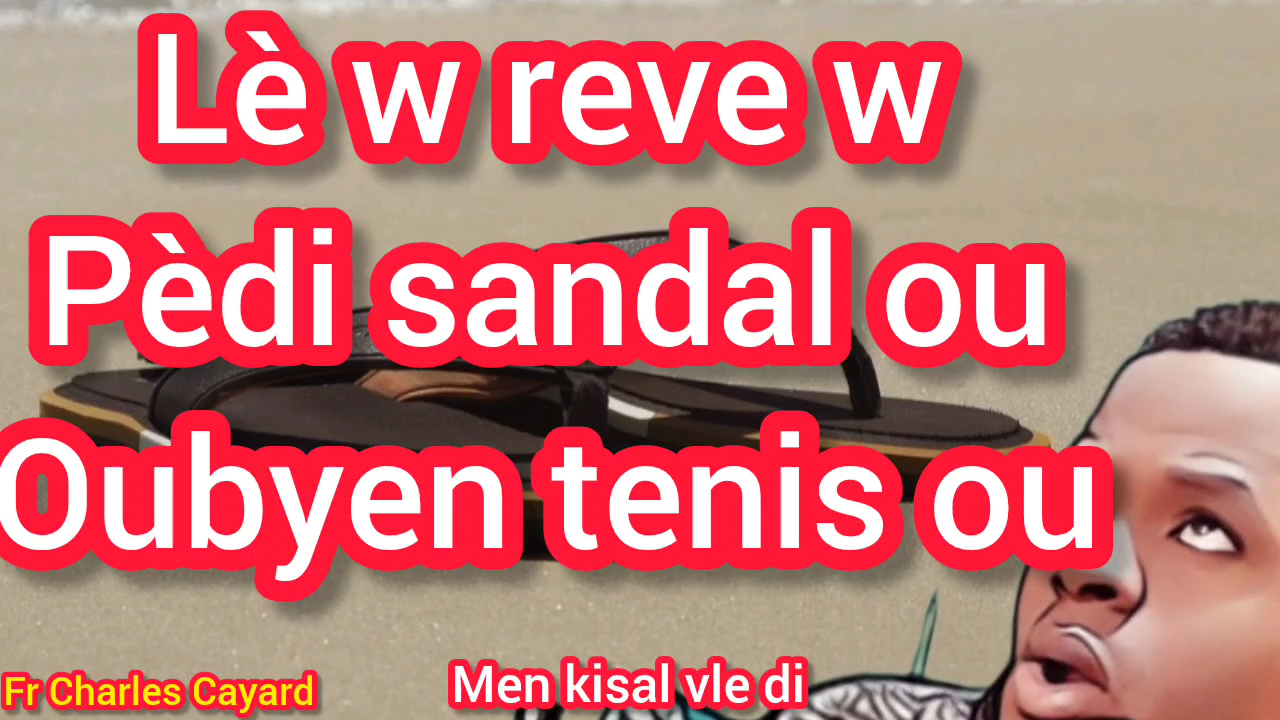 Lè w reve w
Pèdi sandal ou
Oubyen tenis ou
Fr Charles Cayard
Men kisal vle di